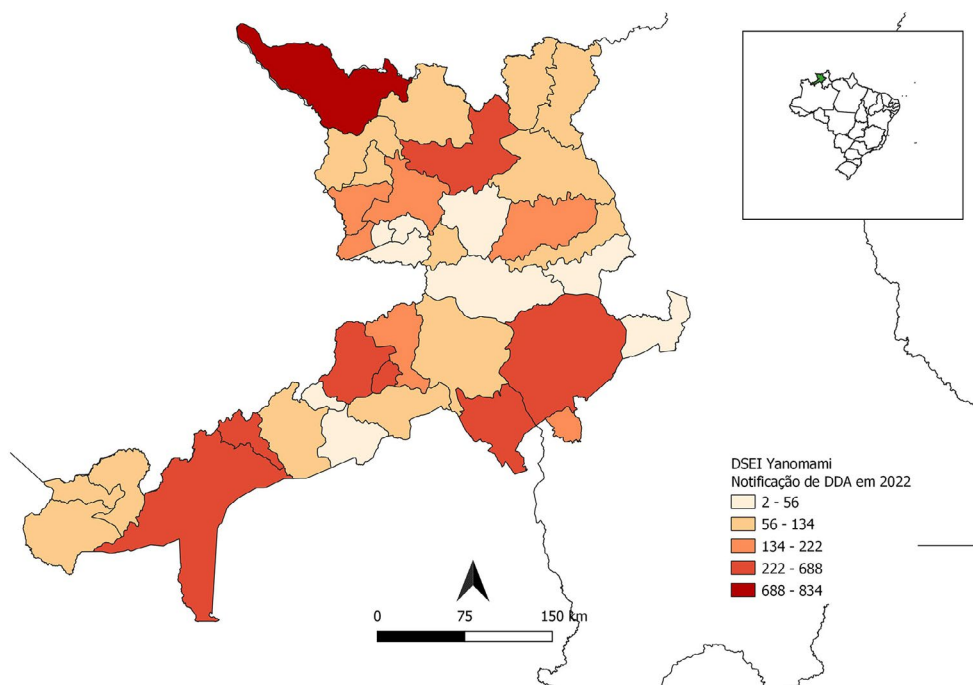 DSEI Yanomami
Notificação de DDA em 2022
2 - 56
56 - 134
134 - 222
222 - 688
688 - 834
0 75 150 km